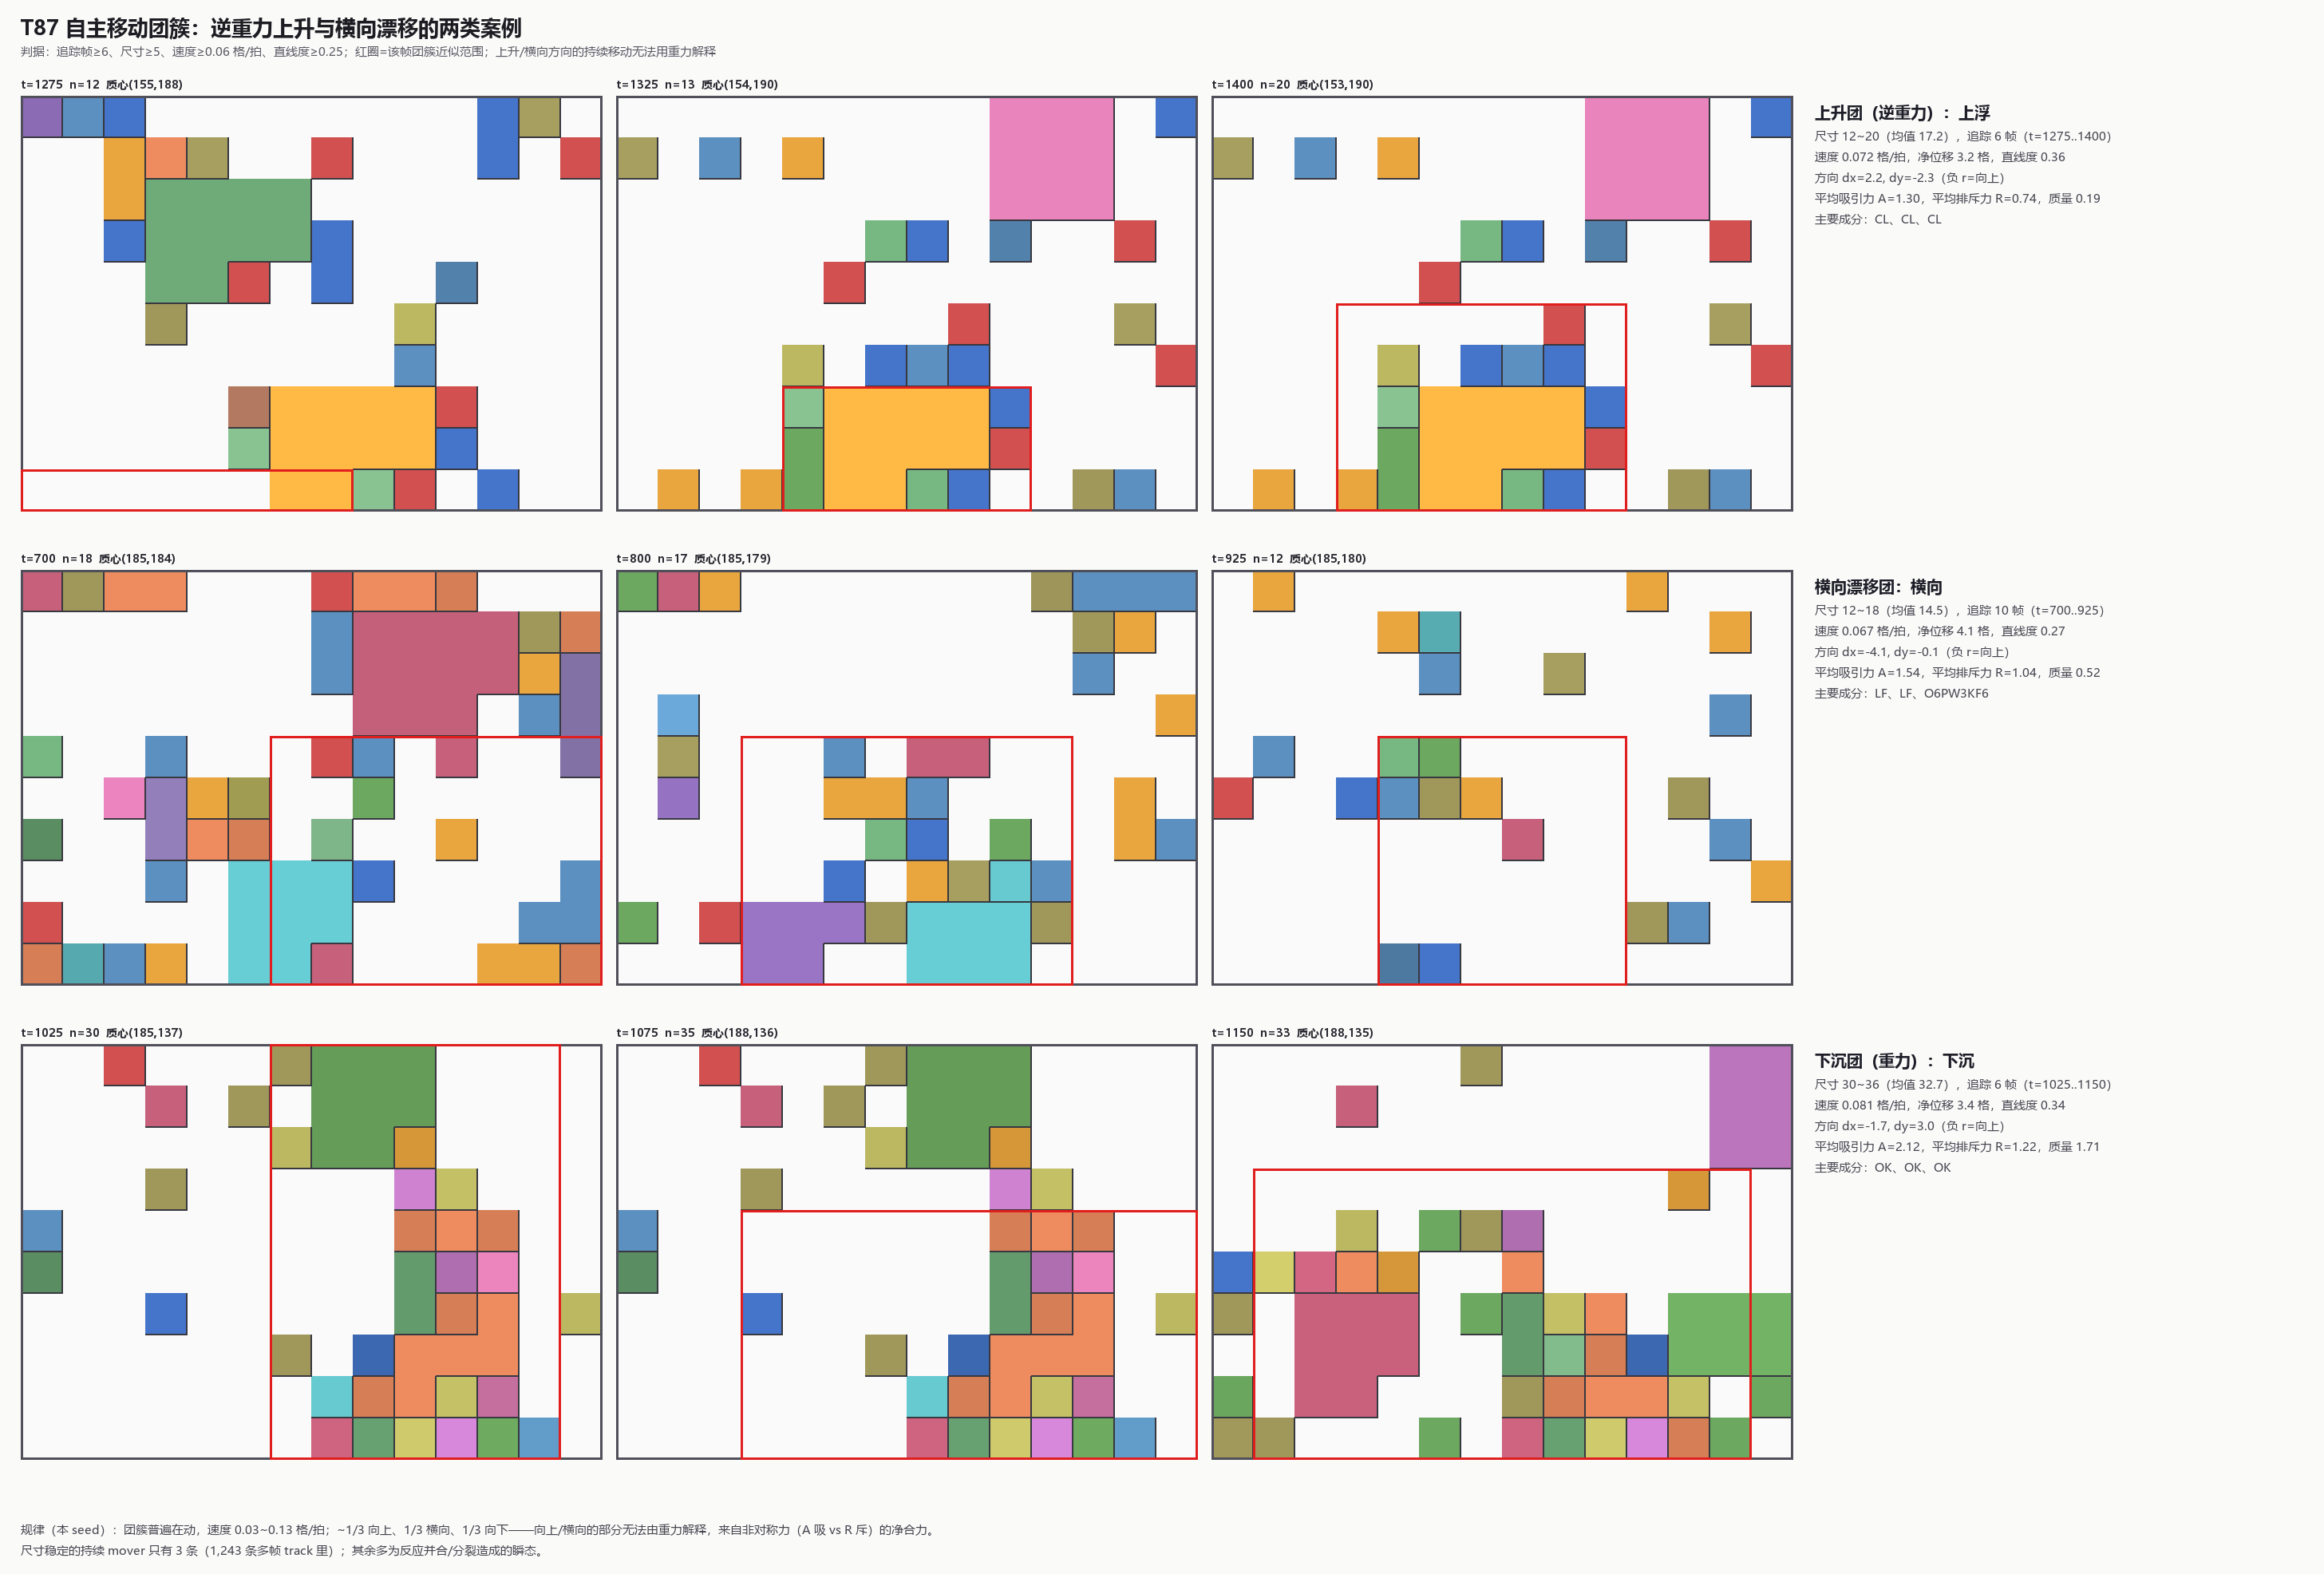 T87 自主移动团簇：逆重力上升与横向漂移的两类案例
判据：追踪帧≥6、尺寸≥5、速度≥0.06 格/拍、直线度≥0.25；红圈=该帧团簇近似范围；上升/横向方向的持续移动无法用重力解释
t=1275 n=12 质心(155,188)
t=1325 n=13 质心(154,190)
t=1400 n=20 质心(153,190)
上升团（逆重力）：上浮
尺寸 12~20（均值 17.2），追踪 6 帧（t=1275..1400）
速度 0.072 格/拍，净位移 3.2 格，直线度 0.36
方向 dx=2.2, dy=-2.3（负 r=向上）
平均吸引力 A=1.30，平均排斥力 R=0.74，质量 0.19
主要成分：CL、CL、CL
t=700 n=18 质心(185,184)
t=800 n=17 质心(185,179)
t=925 n=12 质心(185,180)
横向漂移团：横向
尺寸 12~18（均值 14.5），追踪 10 帧（t=700..925）
速度 0.067 格/拍，净位移 4.1 格，直线度 0.27
方向 dx=-4.1, dy=-0.1（负 r=向上）
平均吸引力 A=1.54，平均排斥力 R=1.04，质量 0.52
主要成分：LF、LF、O6PW3KF6
t=1025 n=30 质心(185,137)
t=1075 n=35 质心(188,136)
t=1150 n=33 质心(188,135)
下沉团（重力）：下沉
尺寸 30~36（均值 32.7），追踪 6 帧（t=1025..1150）
速度 0.081 格/拍，净位移 3.4 格，直线度 0.34
方向 dx=-1.7, dy=3.0（负 r=向上）
平均吸引力 A=2.12，平均排斥力 R=1.22，质量 1.71
主要成分：OK、OK、OK
规律（本 seed）：团簇普遍在动，速度 0.03~0.13 格/拍；~1/3 向上、1/3 横向、1/3 向下——向上/横向的部分无法由重力解释，来自非对称力（A 吸 vs R 斥）的净合力。
尺寸稳定的持续 mover 只有 3 条（1,243 条多帧 track 里）；其余多为反应并合/分裂造成的瞬态。